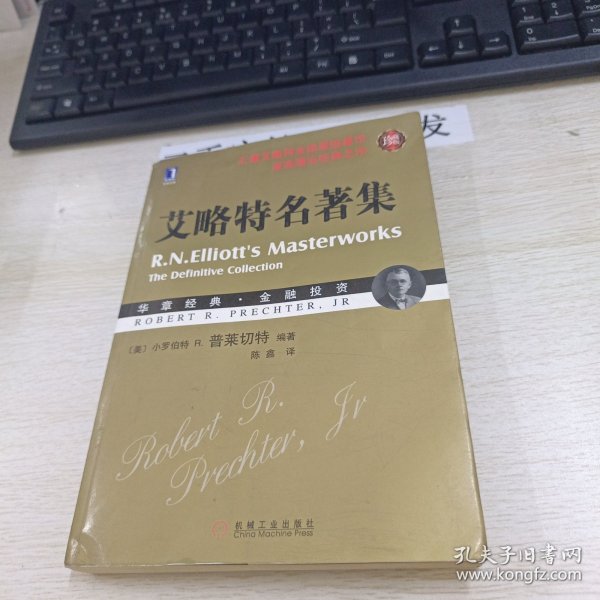 发
艾略特名著集
R.N.Elliott's Masterworks
The Definitive Collection
华章经典·金融投资
ROBERT R. PRECHTER, JR
〔美〕小罗伯特 R. 普莱切特 编著
陈鑫 译
Robert R.
Prechter, Jr
机械工业出版社
China Machine Press
孔夫子旧书网
www.kongfz.com